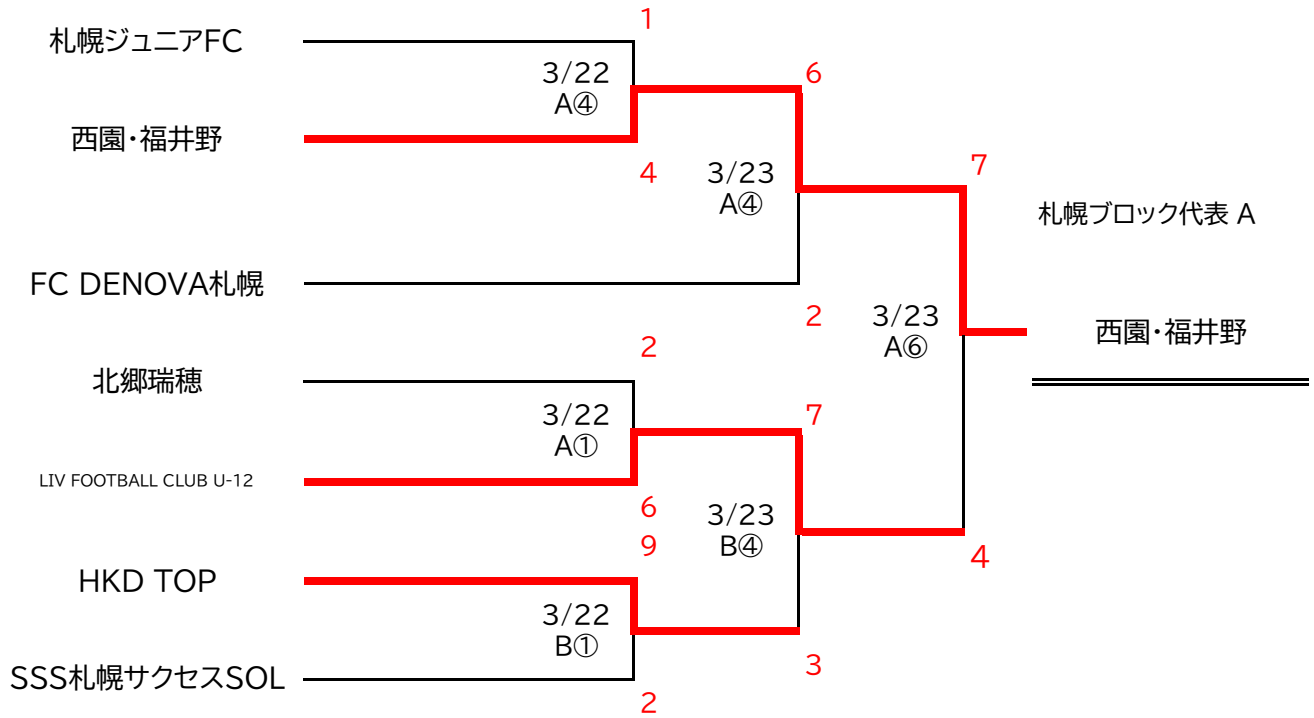 1
札幌ジュニアFC
3/22
A④
6
西園・福井野
4
3/23
A④
7
札幌ブロック代表 A
FC DENOVA札幌
2
3/23
A⑥
西園・福井野
2
北郷瑞穂
3/22
A①
7
LIV FOOTBALL CLUB U-12
6
3/23
B④
9
4
HKD TOP
3/22
B①
3
SSS札幌サクセスSOL
2